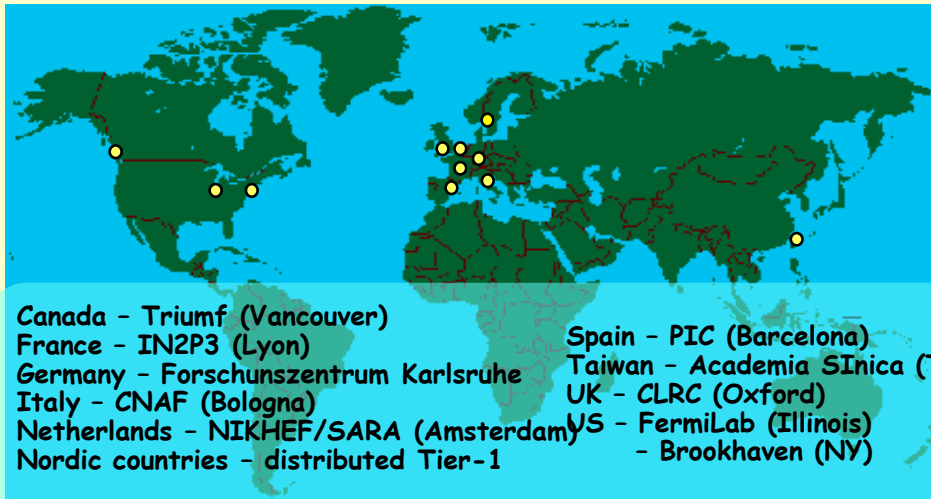 Canada – Triumf (Vancouver)
France – IN2P3 (Lyon)
Germany – Forschunszentrum Karlsruhe
Italy – CNAF (Bologna)
Netherlands – NIKHEF/SARA (Amsterdam)
Nordic countries – distributed Tier-1
Spain – PIC (Barcelona)
Taiwan – Academia SInica (
UK – CLRC (Oxford)
US – FermiLab (Illinois)
– Brookhaven (NY)